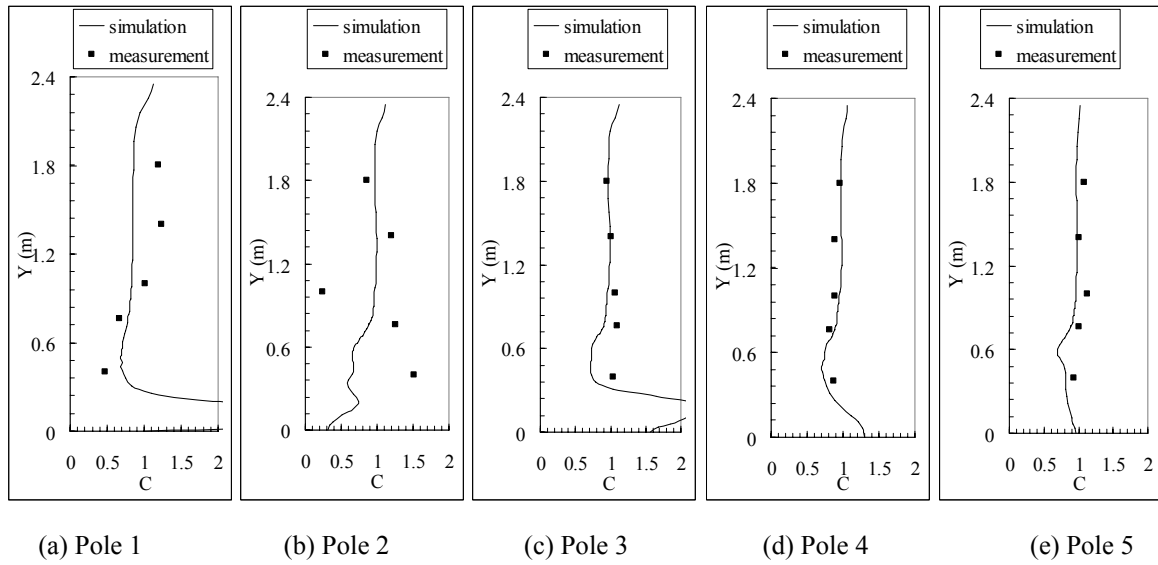 simulation
measurement
2.4
1.8
1.2
0.6
0
Y (m)
0 0.5 1 1.5 2
C
(a) Pole 1
simulation
measurement
2.4
1.8
1.2
0.6
0
Y (m)
0 0.5 1 1.5 2
C
(b) Pole 2
simulation
measurement
2.4
1.8
1.2
0.6
0
Y (m)
0 0.5 1 1.5 2
C
(c) Pole 3
simulation
measurement
2.4
1.8
1.2
0.6
0
Y (m)
0 0.5 1 1.5 2
C
(d) Pole 4
simulation
measurement
2.4
1.8
1.2
0.6
0
Y (m)
0 0.5 1 1.5 2
C
(e) Pole 5